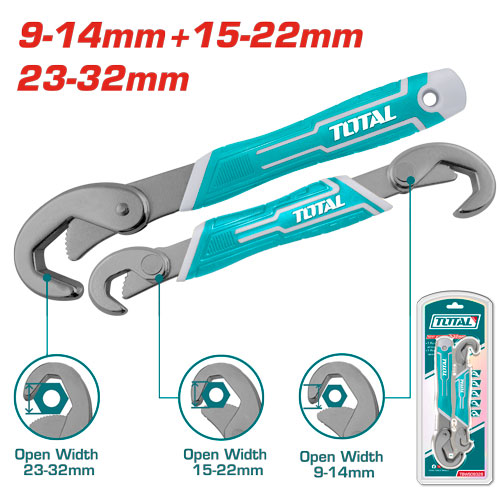 9-14mm+15-22mm
23-32mm
TOTAL
TOTAL
Open Width
23-32mm
Open Width
15-22mm
Open Width
9-14mm
TOTAL